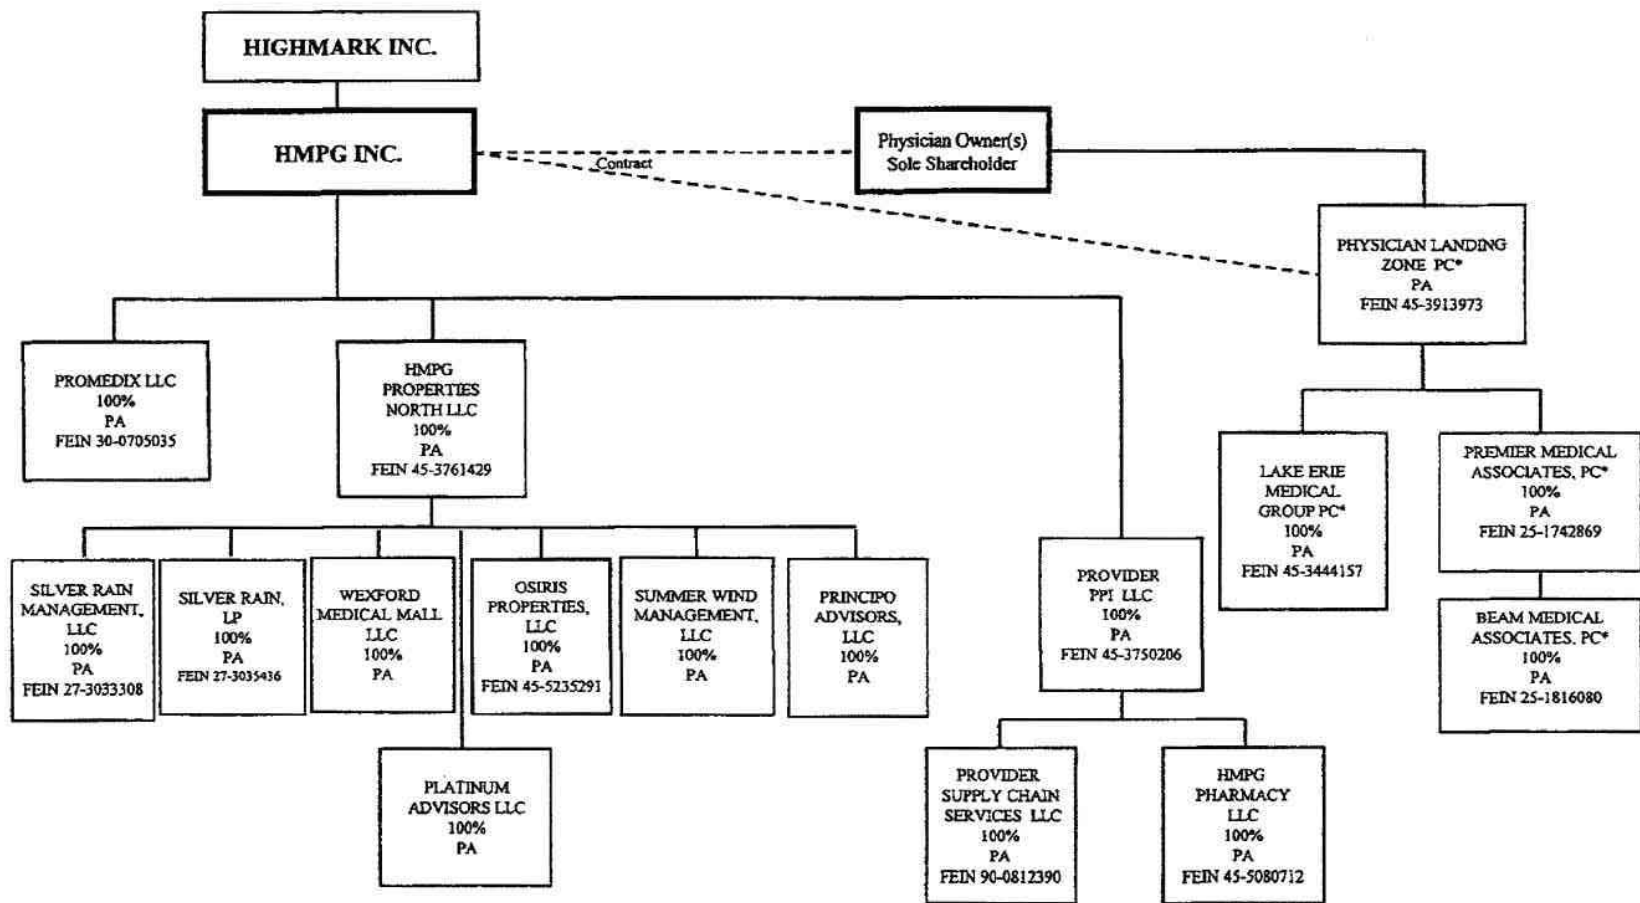 HIGHMARK INC.
HMPG INC.
Contract
Physician Owner(s)
Sole Shareholder
PHYSICIAN LANDING
ZONE PC*
PA
FEIN 45-3913973
PROMEDIX LLC
100%
PA
FEIN 30-0705035
HMPG
PROPERTIES
NORTH LLC
100%
PA
FEIN 45-3761429
LAKE ERIE
MEDICAL
GROUP PC*
100%
PA
FEIN 45-3444157
PREMIER MEDICAL
ASSOCIATES, PC*
100%
PA
FEIN 25-1742869
SILVER RAIN
MANAGEMENT,
LLC
100%
PA
FEIN 27-3033308
SILVER RAIN,
LP
100%
PA
FEIN 27-3035436
WEXFORD
MEDICAL MALL
LLC
100%
PA
OSIRIS
PROPERTIES,
LLC
100%
PA
FEIN 45-5235291
SUMMER WIND
MANAGEMENT,
LLC
100%
PA
PRINCIPO
ADVISORS,
LLC
100%
PA
PROVIDER
PPI LLC
100%
PA
FEIN 45-3750206
BEAM MEDICAL
ASSOCIATES, PC*
100%
PA
FEIN 25-1816080
PLATINUM
ADVISORS LLC
100%
PA
PROVIDER
SUPPLY CHAIN
SERVICES LLC
100%
PA
FEIN 90-0812390
HMPG
PHARMACY
LLC
100%
PA
FEIN 45-5080712